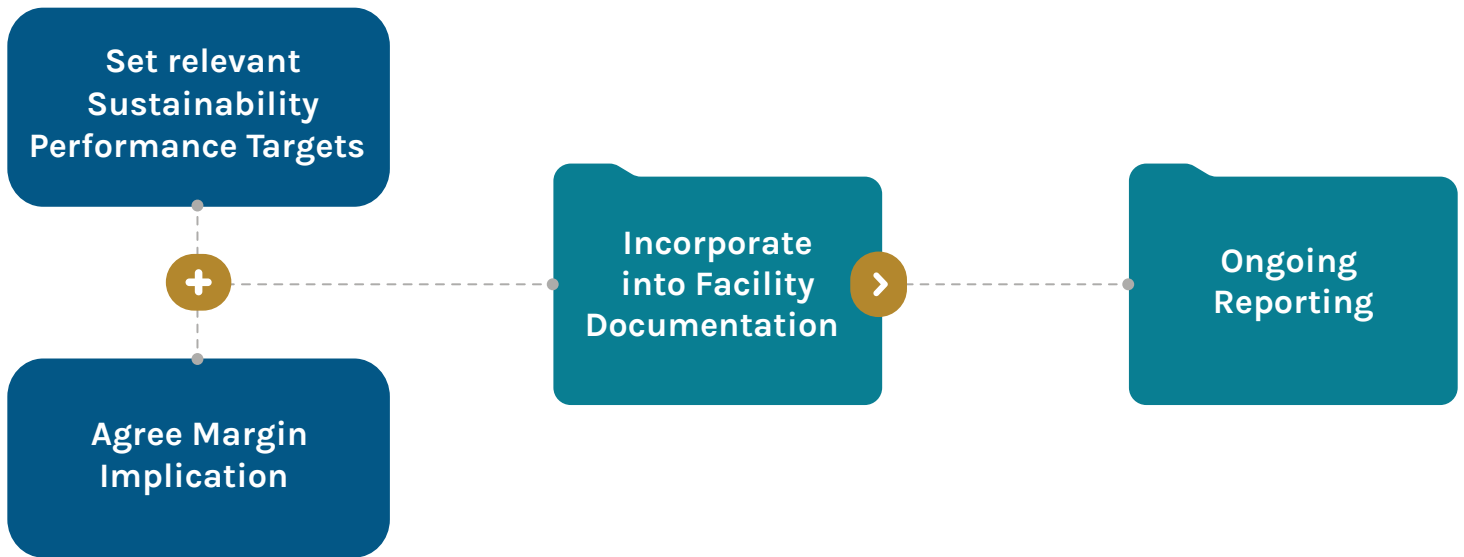 Set relevant
Sustainability
Performance Targets
Agree Margin
Implication
Incorporate
into Facility
Documentation
Ongoing
Reporting